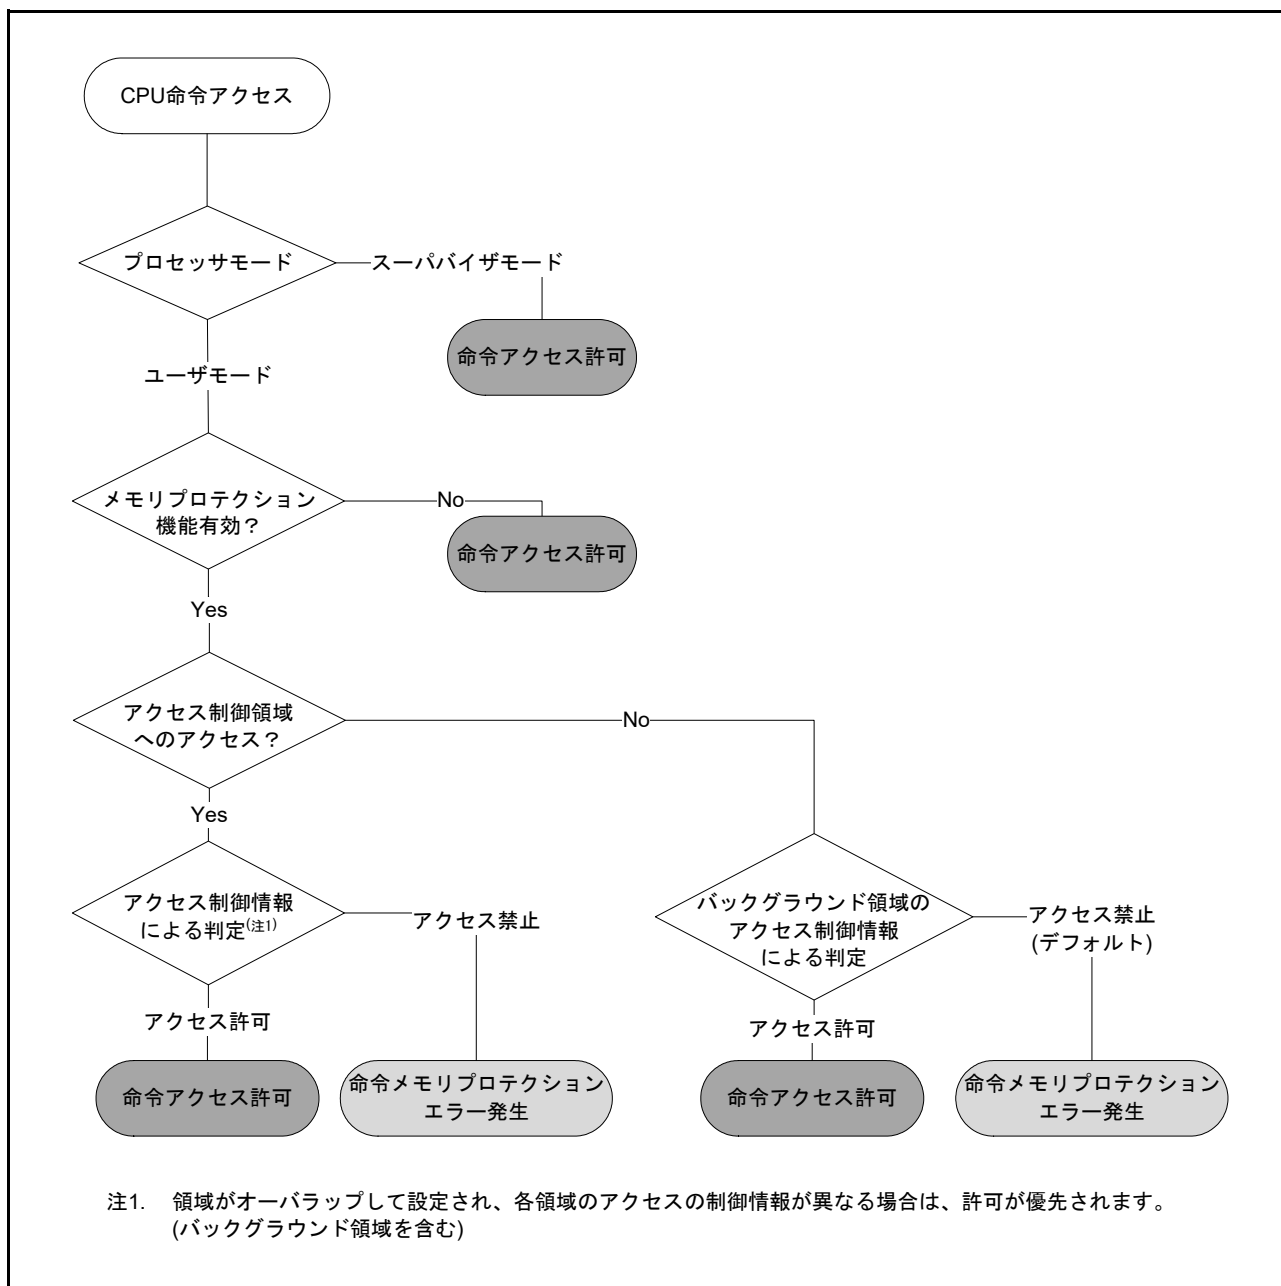 CPU命令アクセス
プロセッサモード
スーパバイザモード
命令アクセス許可
ユーザモード
メモリプロテクション
機能有効？
No
命令アクセス許可
Yes
アクセス制御領域
へのアクセス？
No
Yes
アクセス制御情報
による判定(注1)
アクセス禁止
バックグラウンド領域の
アクセス制御情報
による判定
アクセス禁止
(デフォルト)
アクセス許可
アクセス許可
命令アクセス許可
命令メモリプロテクション
エラー発生
命令アクセス許可
命令メモリプロテクション
エラー発生
注1. 領域がオーバラップして設定され、各領域のアクセスの制御情報が異なる場合は、許可が優先されます。
(バックグラウンド領域を含む)